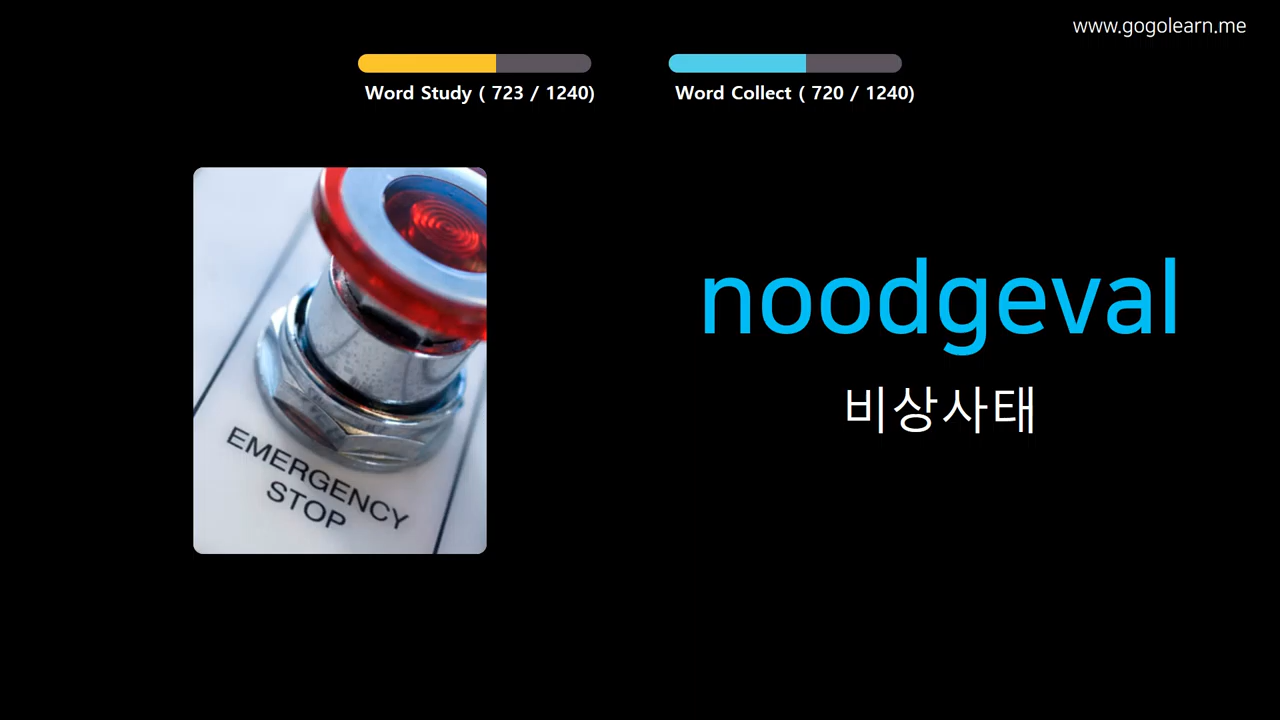 www.gogolearn.me
Word Study ( 723 / 1240)
Word Collect ( 720 / 1240)
EMERGENCY
STOP
noodgeval
비상사태